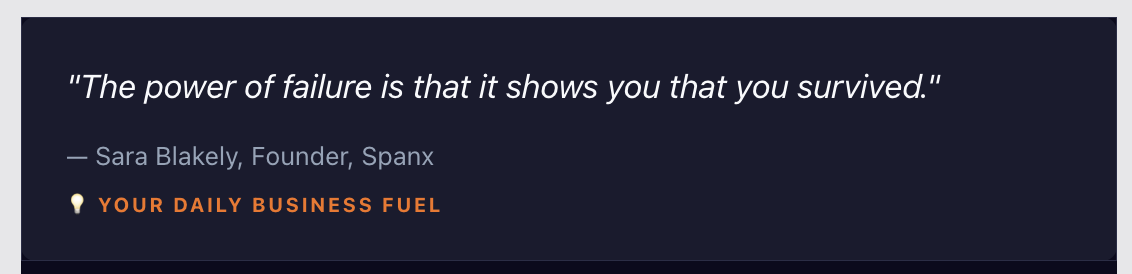 "The power of failure is that it shows you that you survived."
— Sara Blakely, Founder, Spanx
💡 YOUR DAILY BUSINESS FUEL